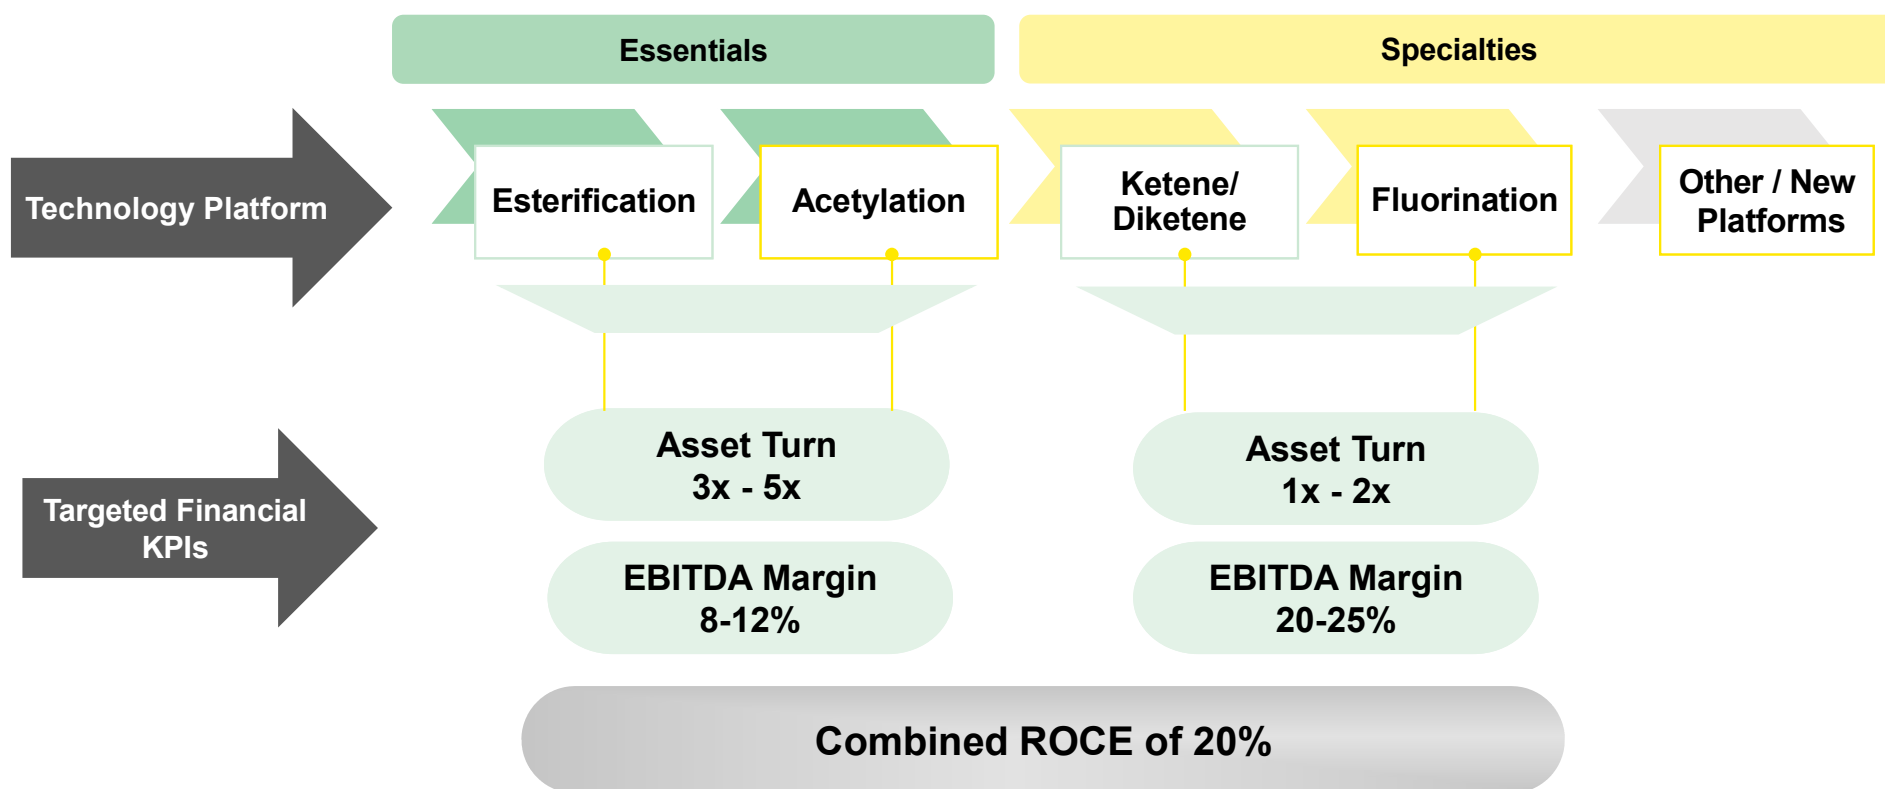 Essentials
Specialties
Technology Platform
Esterification
Acetylation
Ketene/
Diketene
Fluorination
Other / New
Platforms
Targeted Financial
KPIs
Asset Turn
3x - 5x
Asset Turn
1x - 2x
EBITDA Margin
8-12%
EBITDA Margin
20-25%
Combined ROCE of 20%